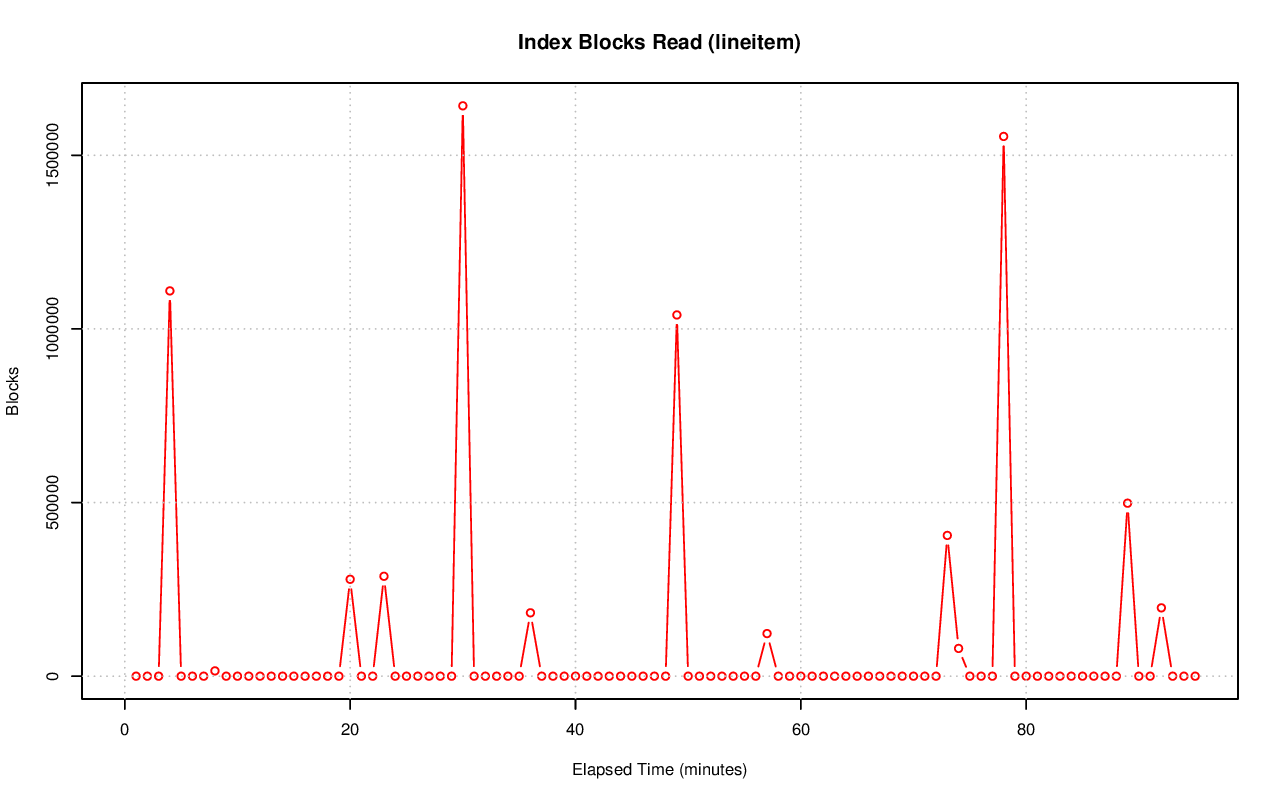 Index Blocks Read (lineitem)
Blocks
1500000
1000000
500000
0
0 20 40 60 80
Elapsed Time (minutes)